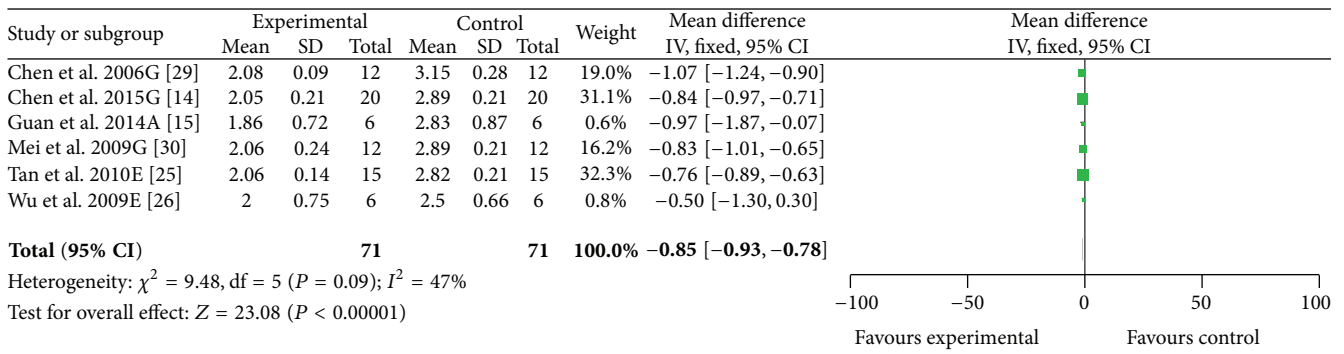 Study or subgroup Experimental Control Weight Mean difference Mean difference
Mean SD Total Mean SD Total IV, fixed, 95% CI IV, fixed, 95% CI
Chen et al. 2006G [29] 2.08 0.09 12 3.15 0.28 12 19.0% −1.07 [−1.24, −0.90]
Chen et al. 2015G [14] 2.05 0.21 20 2.89 0.21 20 31.1% −0.84 [−0.97, −0.71]
Guan et al. 2014A [15] 1.86 0.72 6 2.83 0.87 6 0.6% −0.97 [−1.87, −0.07]
Mei et al. 2009G [30] 2.06 0.24 12 2.89 0.21 12 16.2% −0.83 [−1.01, −0.65]
Tan et al. 2010E [25] 2.06 0.14 15 2.82 0.21 15 32.3% −0.76 [−0.89, −0.63]
Wu et al. 2009E [26] 2 0.75 6 2.5 0.66 6 0.8% −0.50 [−1.30, 0.30]
Total (95% CI) 71 71 100.0% −0.85 [−0.93, −0.78]
Heterogeneity: χ² = 9.48, df = 5 (P = 0.09); I² = 47%
Test for overall effect: Z = 23.08 (P < 0.00001)
−100 −50 0 50 100
Favours experimental Favours control